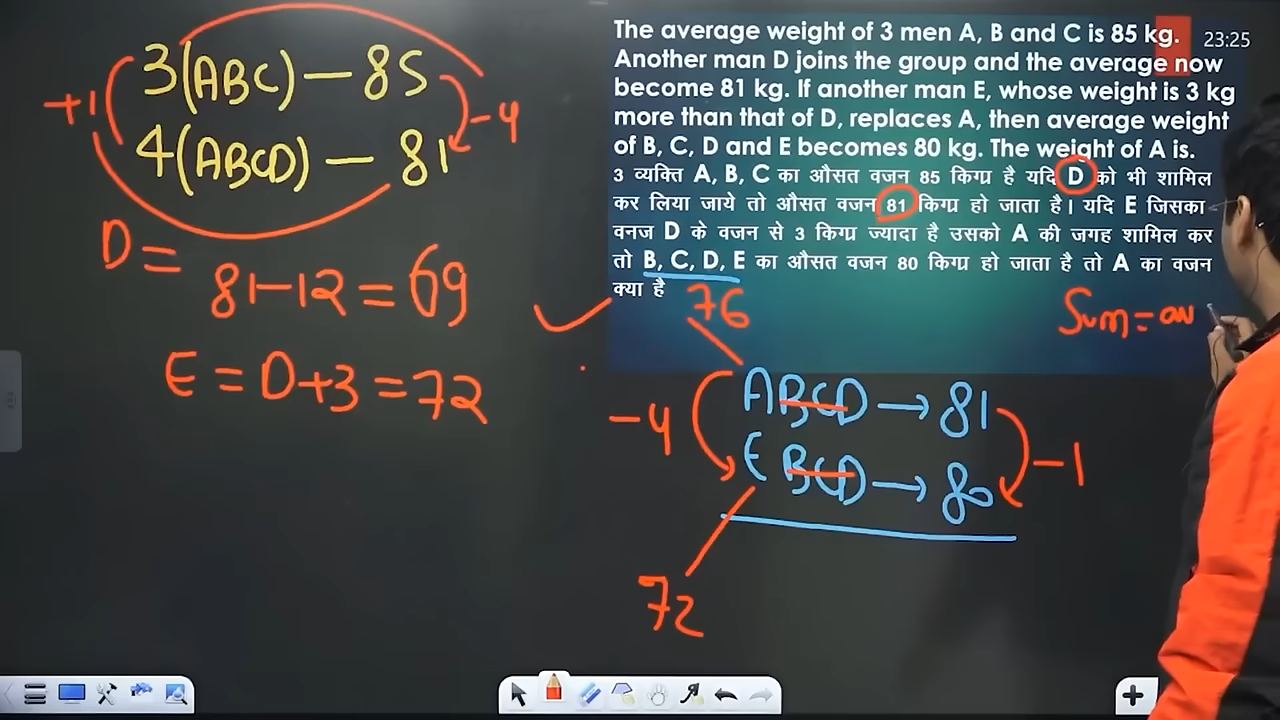 3(ABC) — 85
+1
-4
4(ABCD) — 81
D =
81-12 = 69
E = D+3 = 72
The average weight of 3 men A, B and C is 85 kg.
23:25
Another man D joins the group and the average now
become 81 kg. If another man E, whose weight is 3 kg
more than that of D, replaces A, then average weight
of B, C, D and E becomes 80 kg. The weight of A is.
3 व्यक्ति A, B, C का औसत वजन 85 किग्रा है यदि D को भी शामिल
कर लिया जाये तो औसत वजन 81 किग्रा हो जाता है। यदि E जिसका
वनज D के वजन से 3 किग्रा ज्यादा है उसको A की जगह शामिल कर
तो B, C, D, E का औसत वजन 80 किग्रा हो जाता है तो A का वजन
क्या है
76
Sum = av
ABCD → 81
-4
-1
EBCD → 80
72